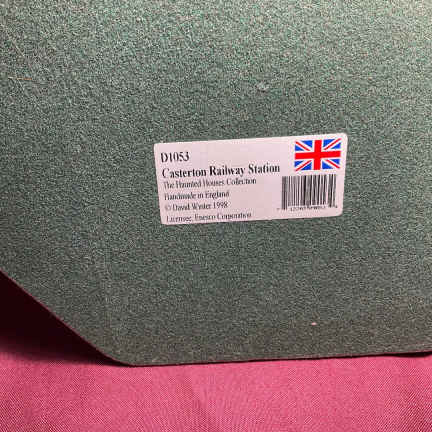 D1053
Casterton Railway Station
The Haunted Houses Collection
Handmade in England
© David Winter 1998
Licensee, Enesco Corporation